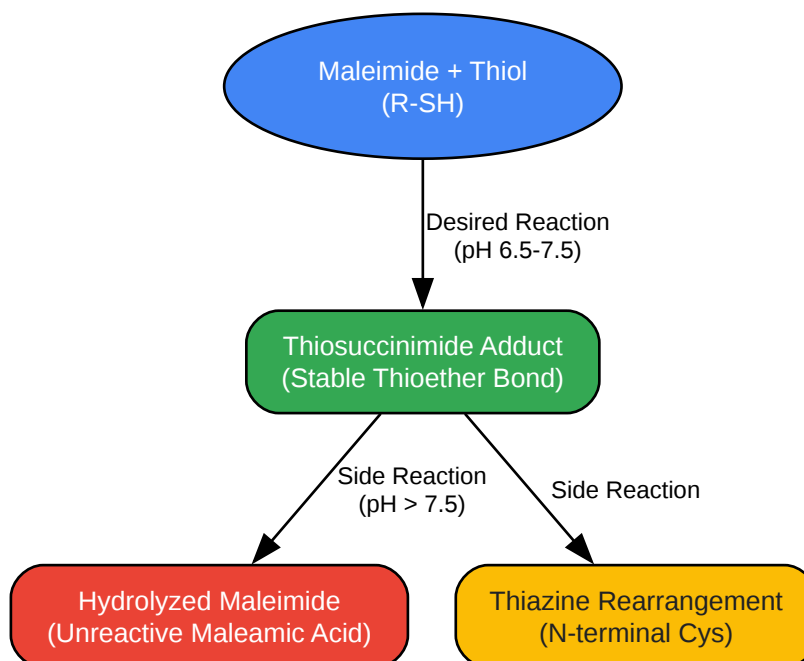 Maleimide + Thiol
(R-SH)
Desired Reaction
(pH 6.5-7.5)
Thiosuccinimide Adduct
(Stable Thioether Bond)
Side Reaction
(pH > 7.5)
Side Reaction
Hydrolyzed Maleimide
(Unreactive Maleamic Acid)
Thiazine Rearrangement
(N-terminal Cys)